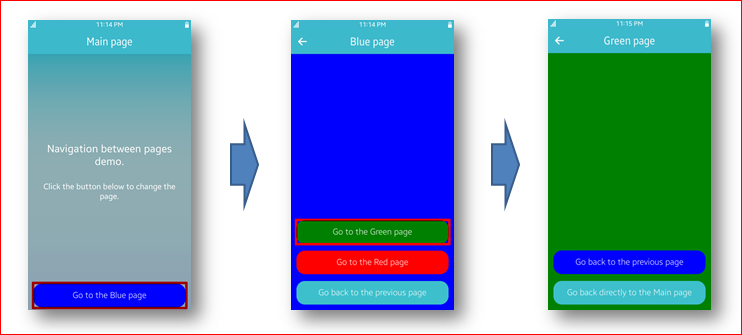 11:14 PM
Main page
Navigation between pages
demo.
Click the button below to change the
page.
Go to the Blue page
11:14 PM
Blue page
Go to the Green page
Go to the Red page
Go back to the previous page
11:15 PM
Green page
Go back to the previous page
Go back directly to the Main page